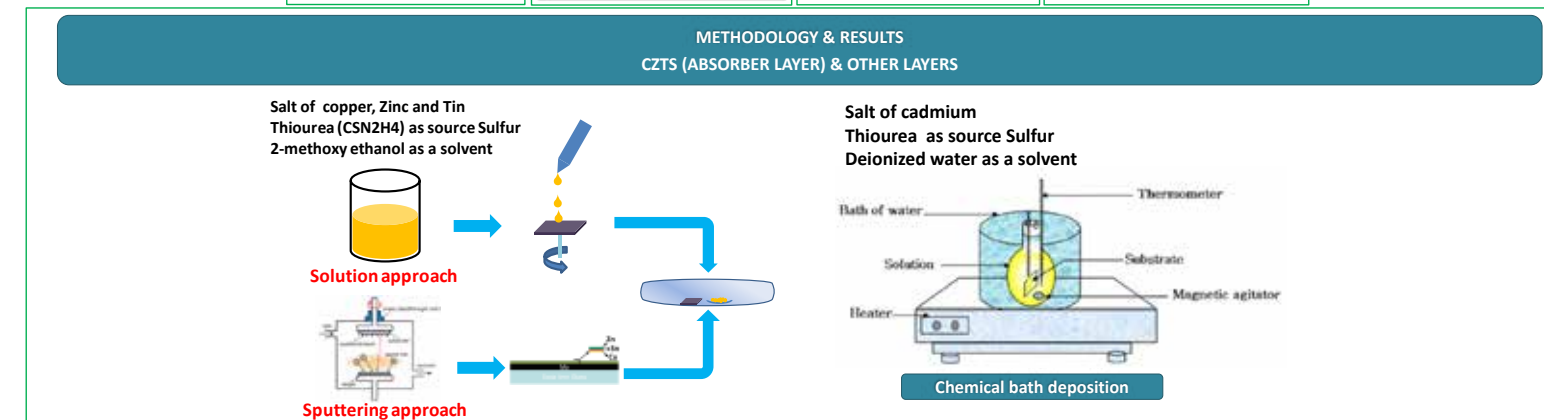 METHODOLOGY & RESULTS
CZTS (ABSORBER LAYER) & OTHER LAYERS
Salt of copper, Zinc and Tin
Thiourea (CSN2H4) as source Sulfur
2-methoxy ethanol as a solvent
Solution approach
Sputtering approach
Salt of cadmium
Thiourea as source Sulfur
Deionized water as a solvent
Thermometer
Bath of water
Solution
Substrate
Magnetic agitator
Heater
Chemical bath deposition